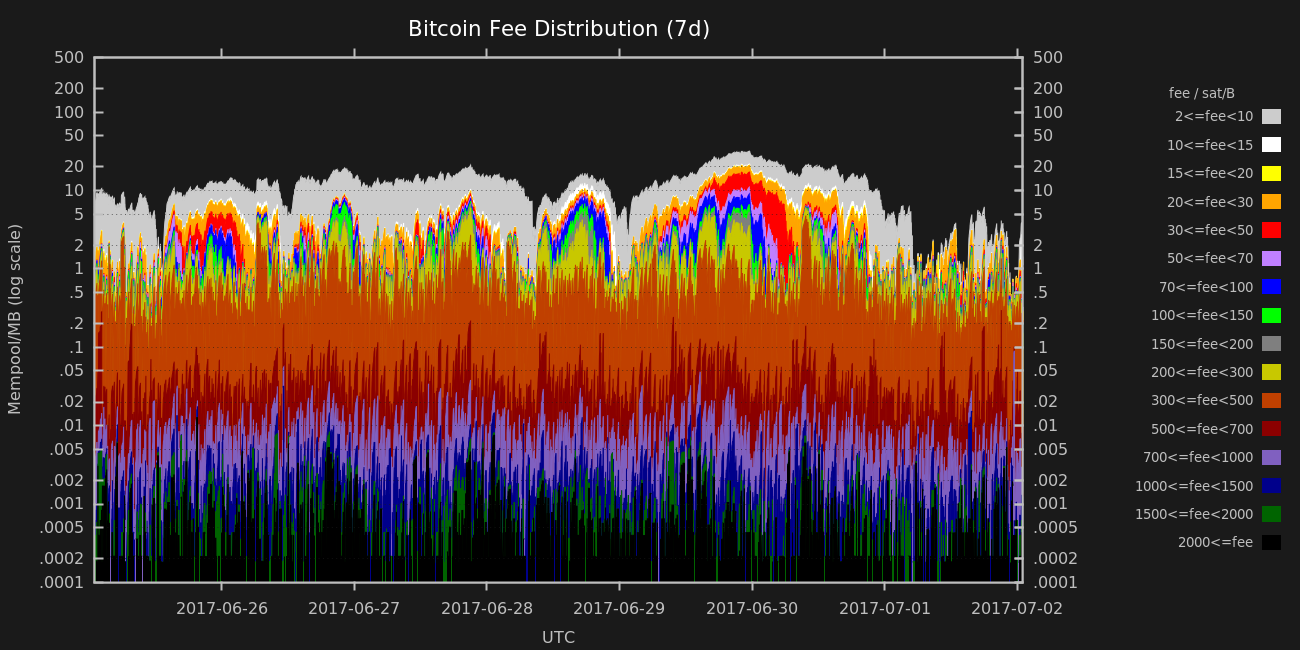 Bitcoin Fee Distribution (7d)
Mempool/MB (log scale)
500
200
100
50
20
10
5
2
1
.5
.2
.1
.05
.02
.01
.005
.002
.001
.0005
.0002
.0001
500
200
100
50
20
10
5
2
1
.5
.2
.1
.05
.02
.01
.005
.002
.001
.0005
.0002
.0001
2017-06-26 2017-06-27 2017-06-28 2017-06-29 2017-06-30 2017-07-01 2017-07-02
UTC
fee / sat/B
2<=fee<10
10<=fee<15
15<=fee<20
20<=fee<30
30<=fee<50
50<=fee<70
70<=fee<100
100<=fee<150
150<=fee<200
200<=fee<300
300<=fee<500
500<=fee<700
700<=fee<1000
1000<=fee<1500
1500<=fee<2000
2000<=fee